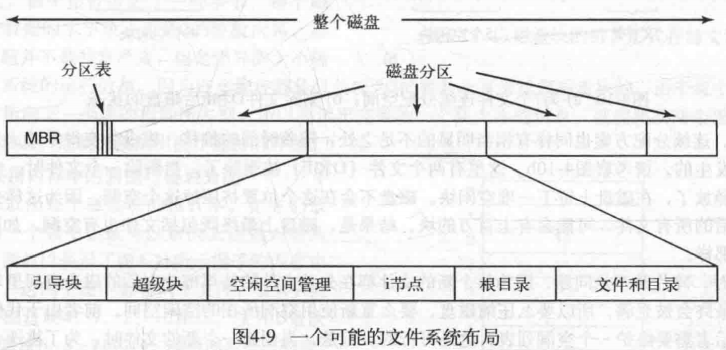 整个磁盘
分区表
磁盘分区
MBR
引导块 超级块 空闲空间管理 i节点 根目录 文件和目录
图4-9 一个可能的文件系统布局